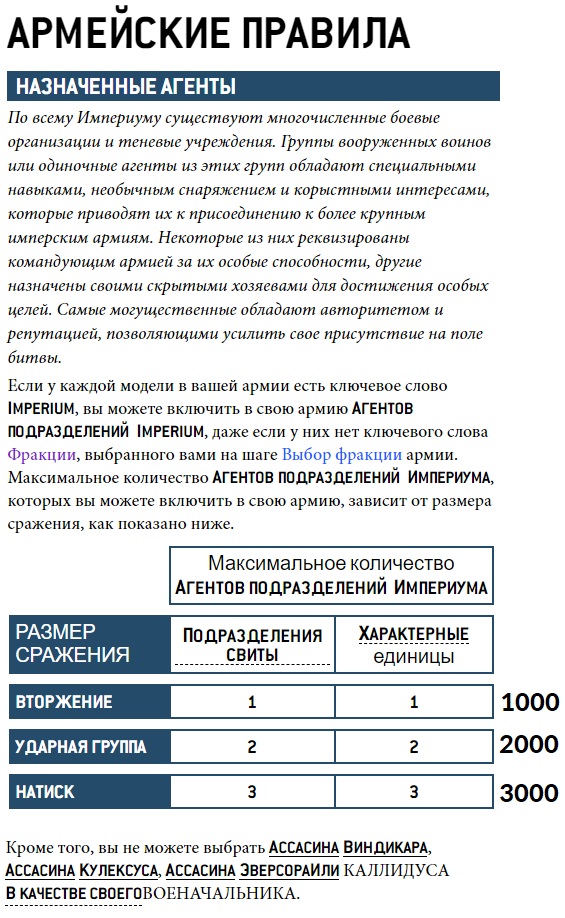 АРМЕЙСКИЕ ПРАВИЛА
НАЗНАЧЕННЫЕ АГЕНТЫ
По всему Империуму существуют многочисленные боевые
организации и теневые учреждения. Группы вооруженных воинов
или одиночные агенты из этих групп обладают специальными
навыками, необычным снаряжением и корыстными интересами,
которые приводят их к присоединению к более крупным
имперским армиям. Некоторые из них реквизированы
командующим армией за их особые способности, другие
назначены своими скрытыми хозяевами для достижения особых
целей. Самые могущественные обладают авторитетом и
репутацией, позволяющими усилить свое присутствие на поле
битвы.
Если у каждой модели в вашей армии есть ключевое слово
IMPERIUM, вы можете включить в свою армию АГЕНТОВ
ПОДРАЗДЕЛЕНИЙ IMPERIUM, даже если у них нет ключевого слова
Фракции, выбранного вами на шаге Выбор фракции армии.
Максимальное количество АГЕНТОВ ПОДРАЗДЕЛЕНИЙ ИМПЕРИУМА,
которых вы можете включить в свою армию, зависит от размера
сражения, как показано ниже.
Максимальное количество
АГЕНТОВ ПОДРАЗДЕЛЕНИЙ ИМПЕРИУМА
РАЗМЕР СРАЖЕНИЯ ПОДРАЗДЕЛЕНИЯ СВИТЫ ХАРАКТЕРНЫЕ единицы
ВТОРЖЕНИЕ 1 1 1000
УДАРНАЯ ГРУППА 2 2 2000
НАТИСК 3 3 3000
Кроме того, вы не можете выбрать АССАСИНА ВИНДИКАРА,
АССАСИНА КУЛЕКСУСА, АССАСИНА ЭВЕРСОРАИЛИ КАЛЛИДУСА
В КАЧЕСТВЕ СВОЕГОВОЕНАЧАЛЬНИКА.